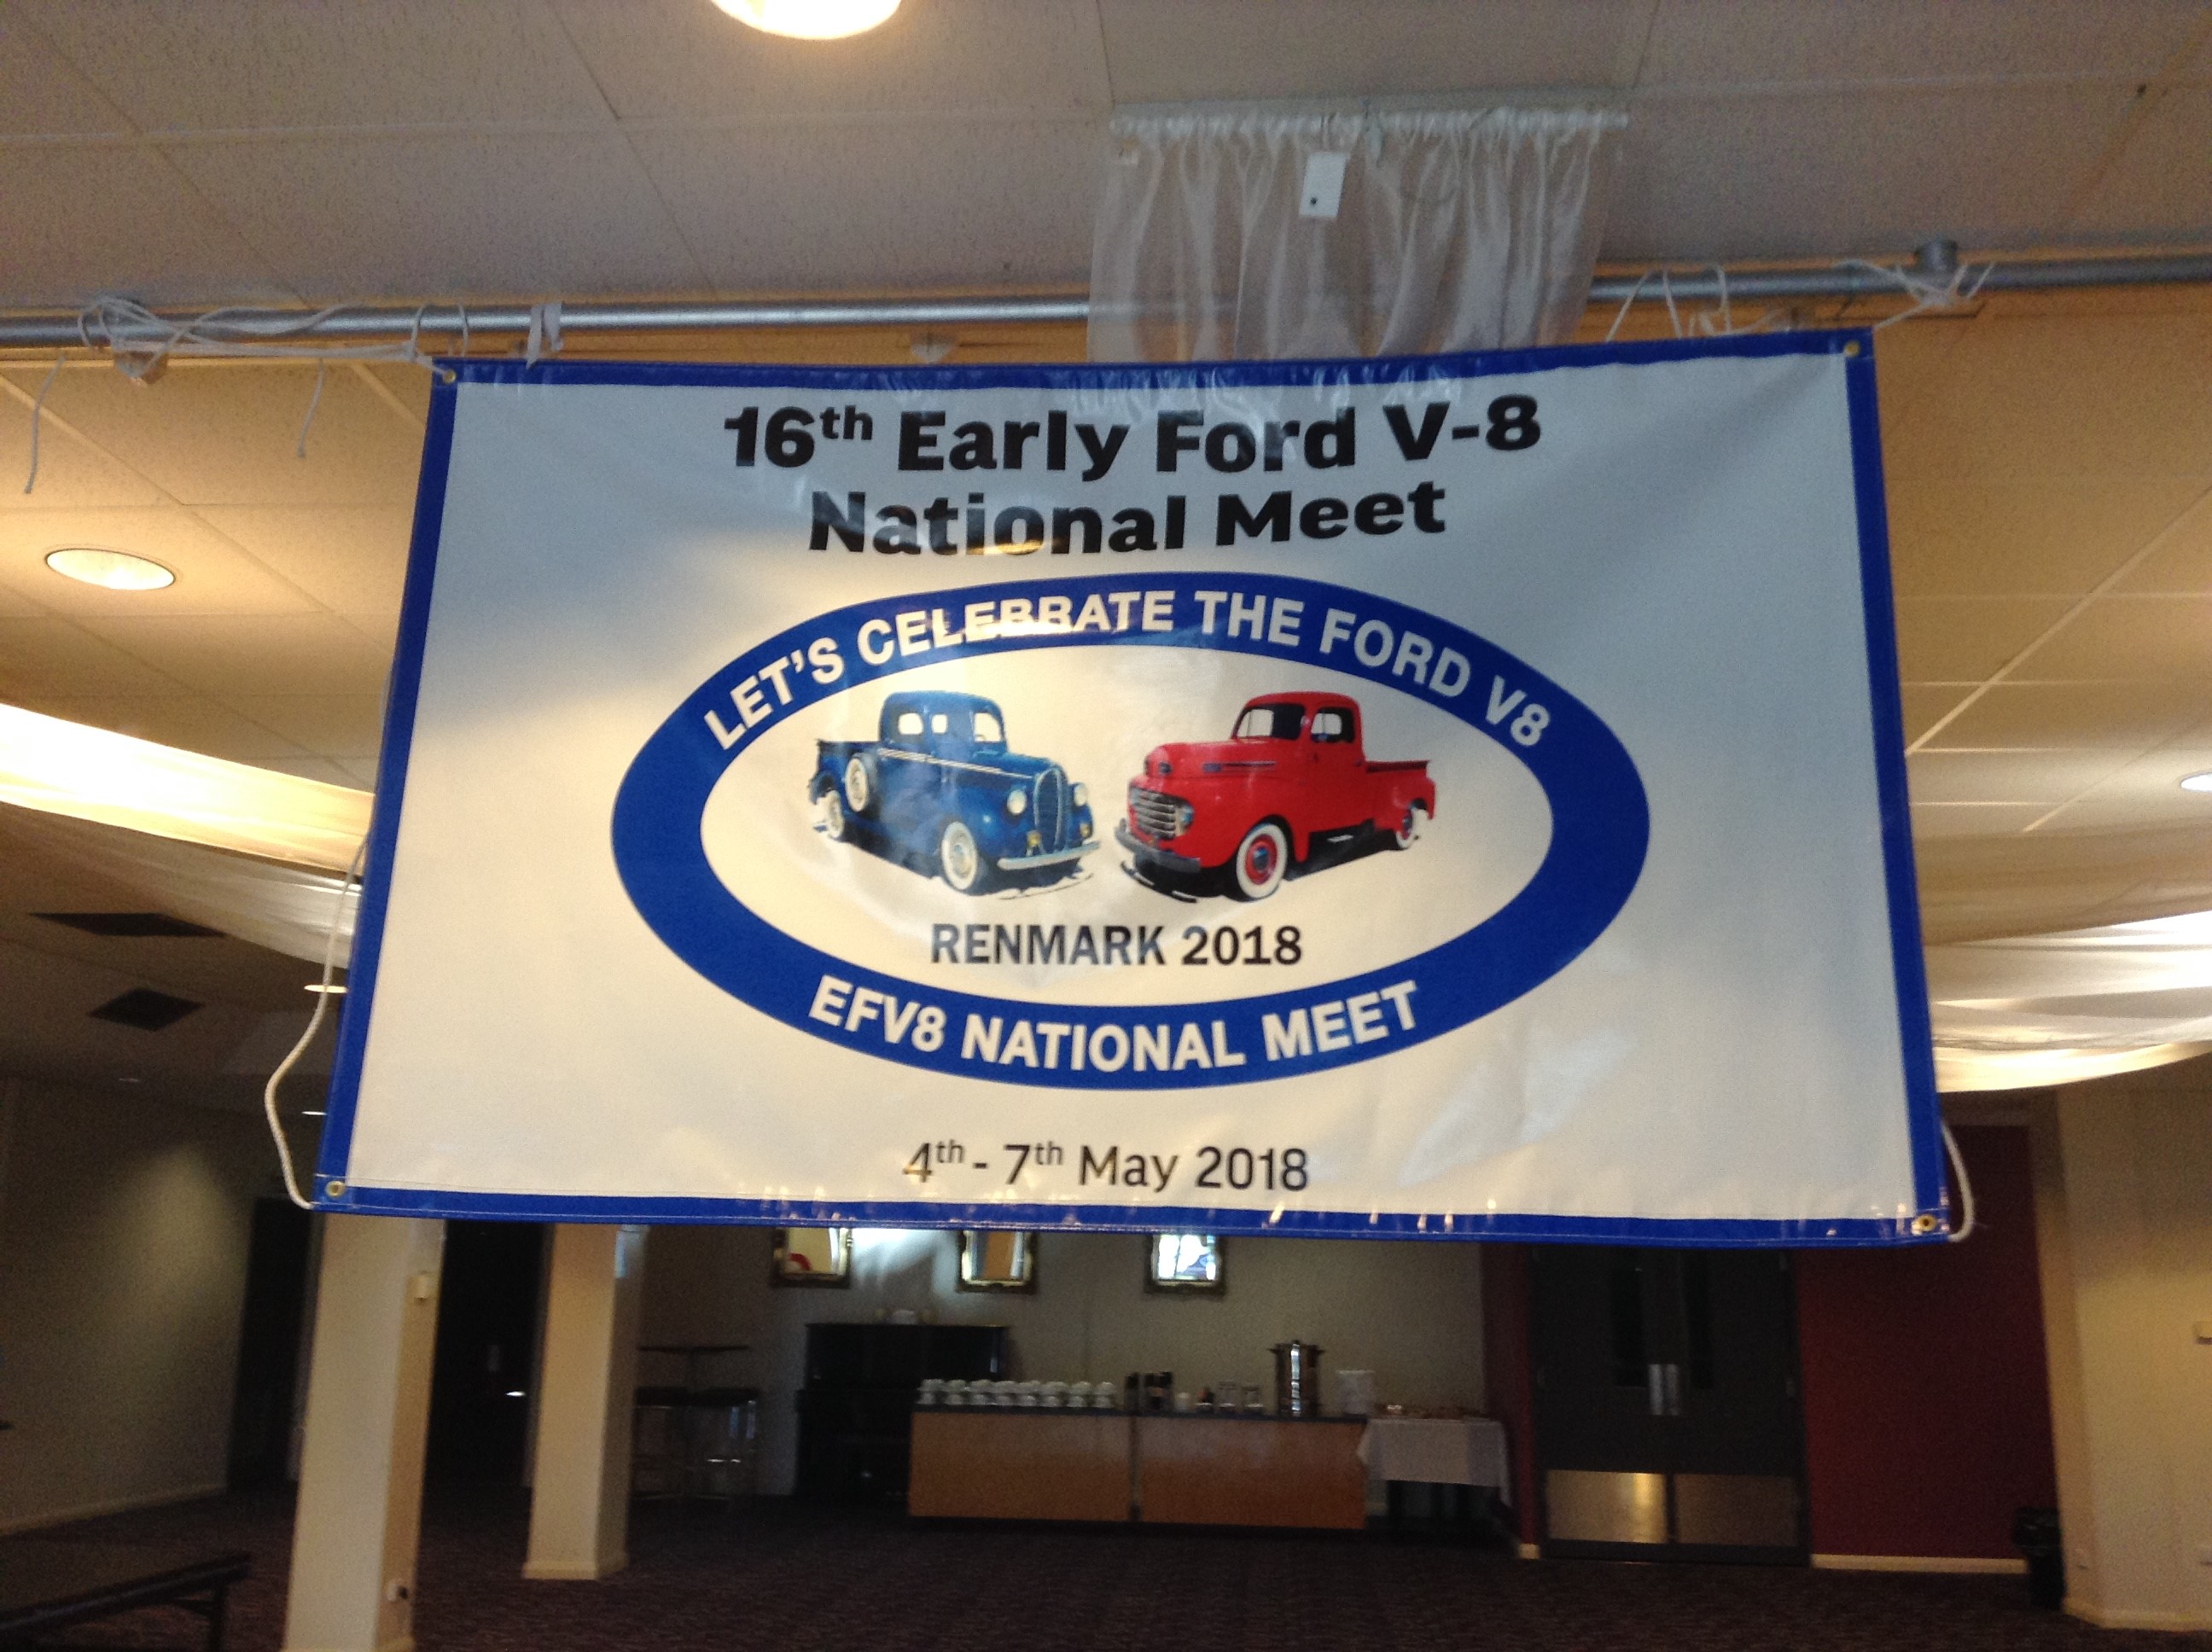 16th Early Ford V-8
National Meet
LET'S CELEBRATE THE FORD V8
RENMARK 2018
EFV8 NATIONAL MEET
4th - 7th May 2018